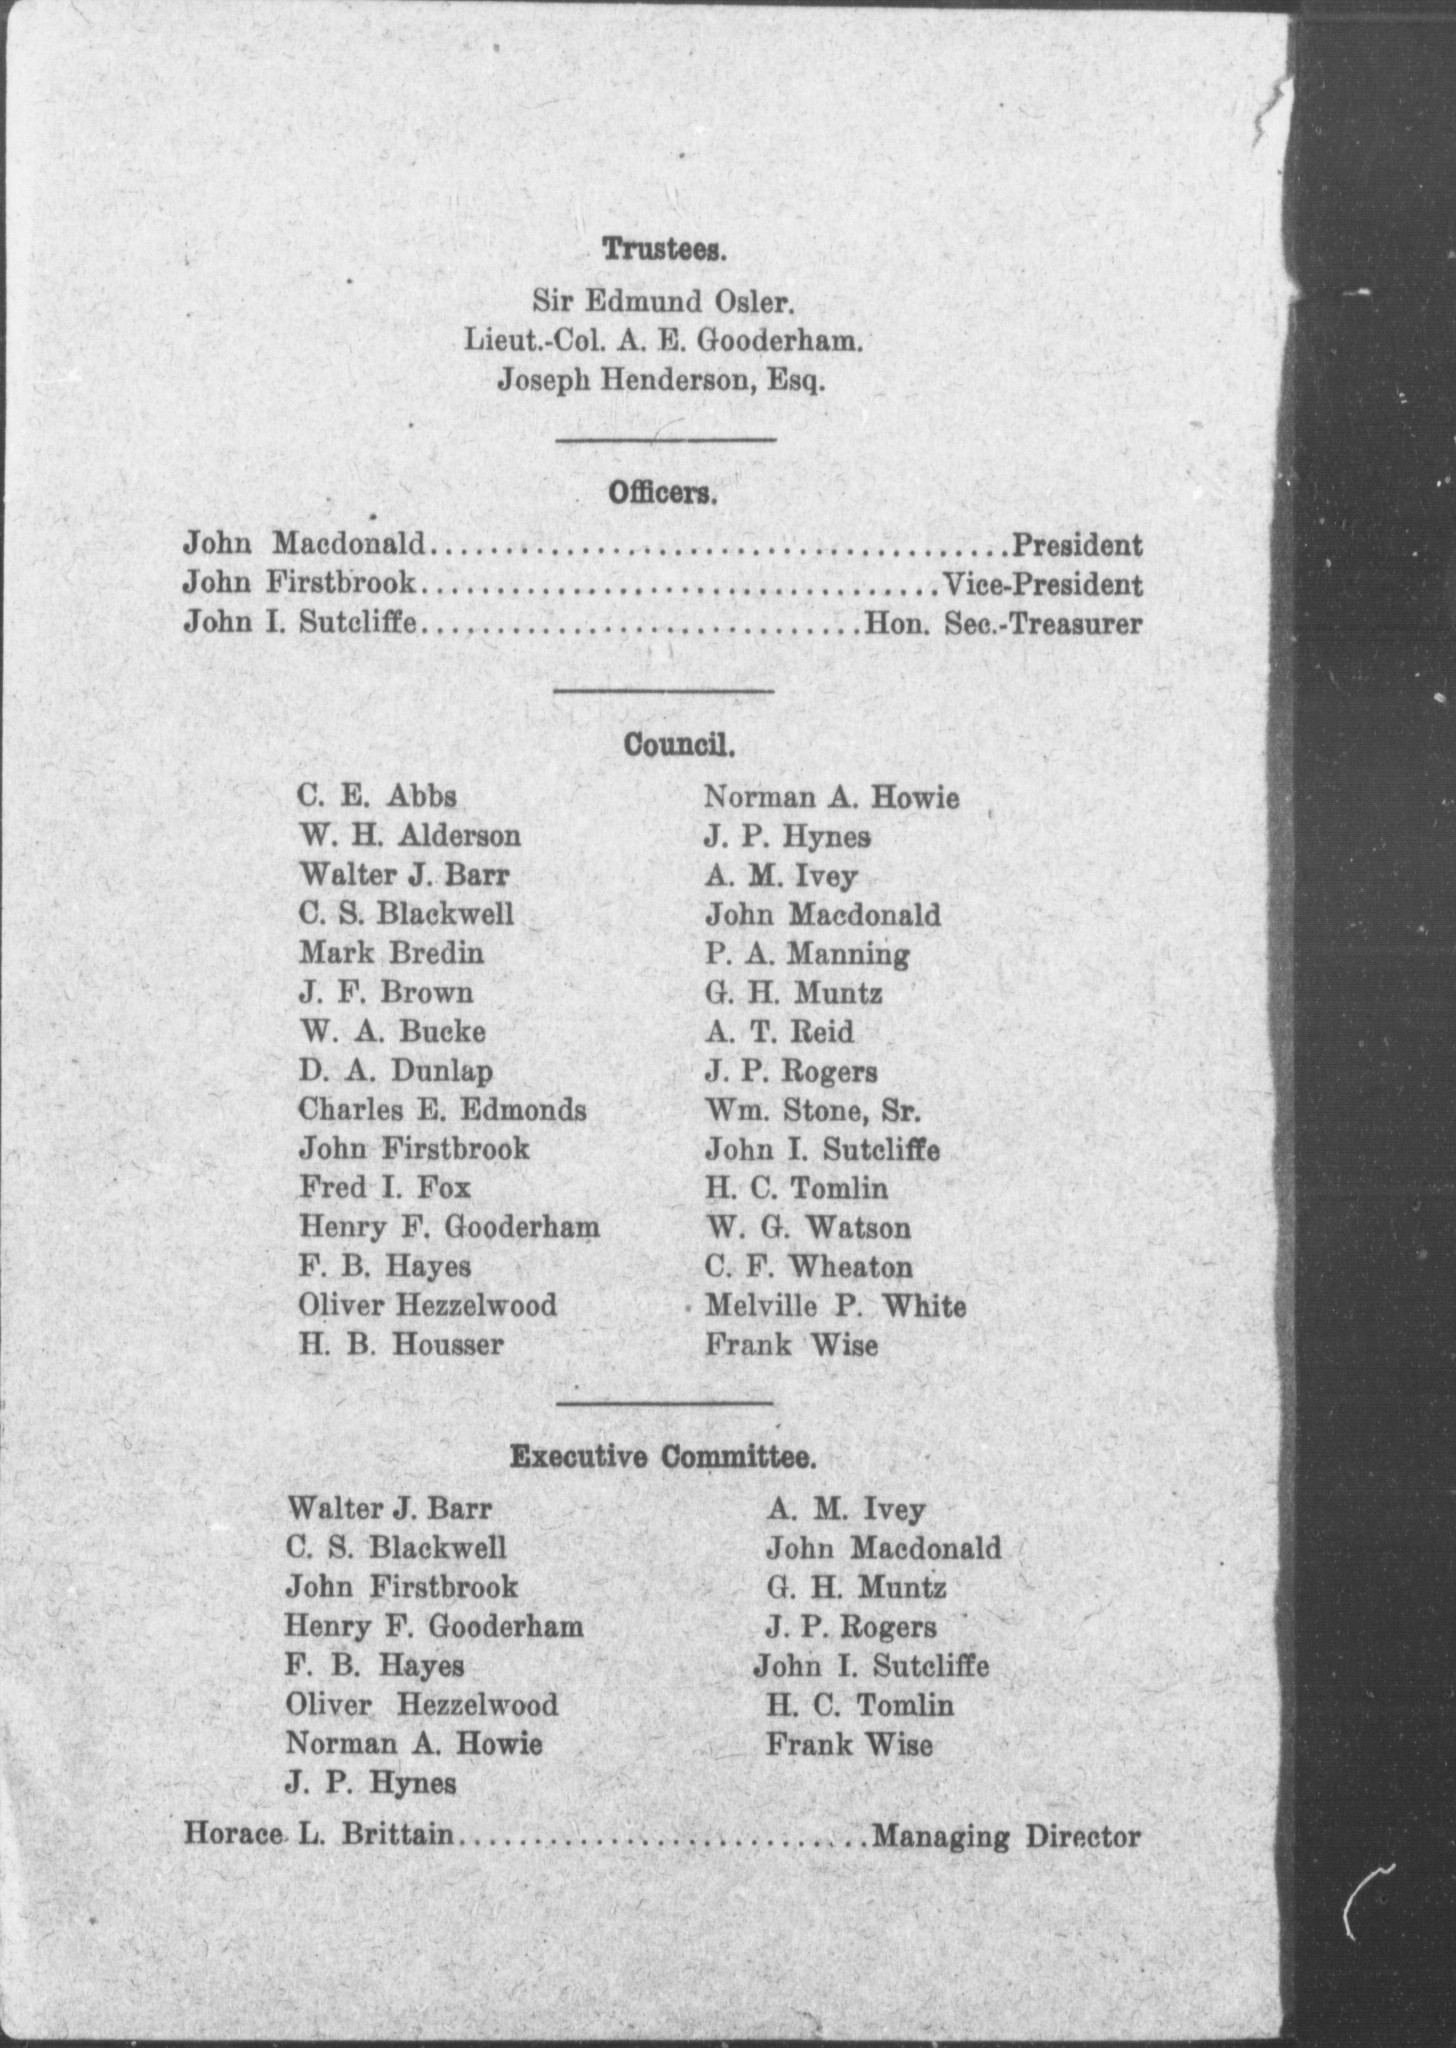 Trustees.
Sir Edmund Osler.
Lieut.-Col. A. E. Gooderham.
Joseph Henderson, Esq.
Officers.
John Macdonald......................................President
John Firstbrook..................................Vice-President
John I. Sutcliffe.............................Hon. Sec.-Treasurer
Council.
C. E. Abbs
W. H. Alderson
Walter J. Barr
C. S. Blackwell
Mark Bredin
J. F. Brown
W. A. Bucke
D. A. Dunlap
Charles E. Edmonds
John Firstbrook
Fred I. Fox
Henry F. Gooderham
F. B. Hayes
Oliver Hezzelwood
H. B. Housser
Norman A. Howie
J. P. Hynes
A. M. Ivey
John Macdonald
P. A. Manning
G. H. Muntz
A. T. Reid
J. P. Rogers
Wm. Stone, Sr.
John I. Sutcliffe
H. C. Tomlin
W. G. Watson
C. F. Wheaton
Melville P. White
Frank Wise
Executive Committee.
Walter J. Barr
C. S. Blackwell
John Firstbrook
Henry F. Gooderham
F. B. Hayes
Oliver Hezzelwood
Norman A. Howie
J. P. Hynes
A. M. Ivey
John Macdonald
G. H. Muntz
J. P. Rogers
John I. Sutcliffe
H. C. Tomlin
Frank Wise
Horace L. Brittain...........................Managing Director